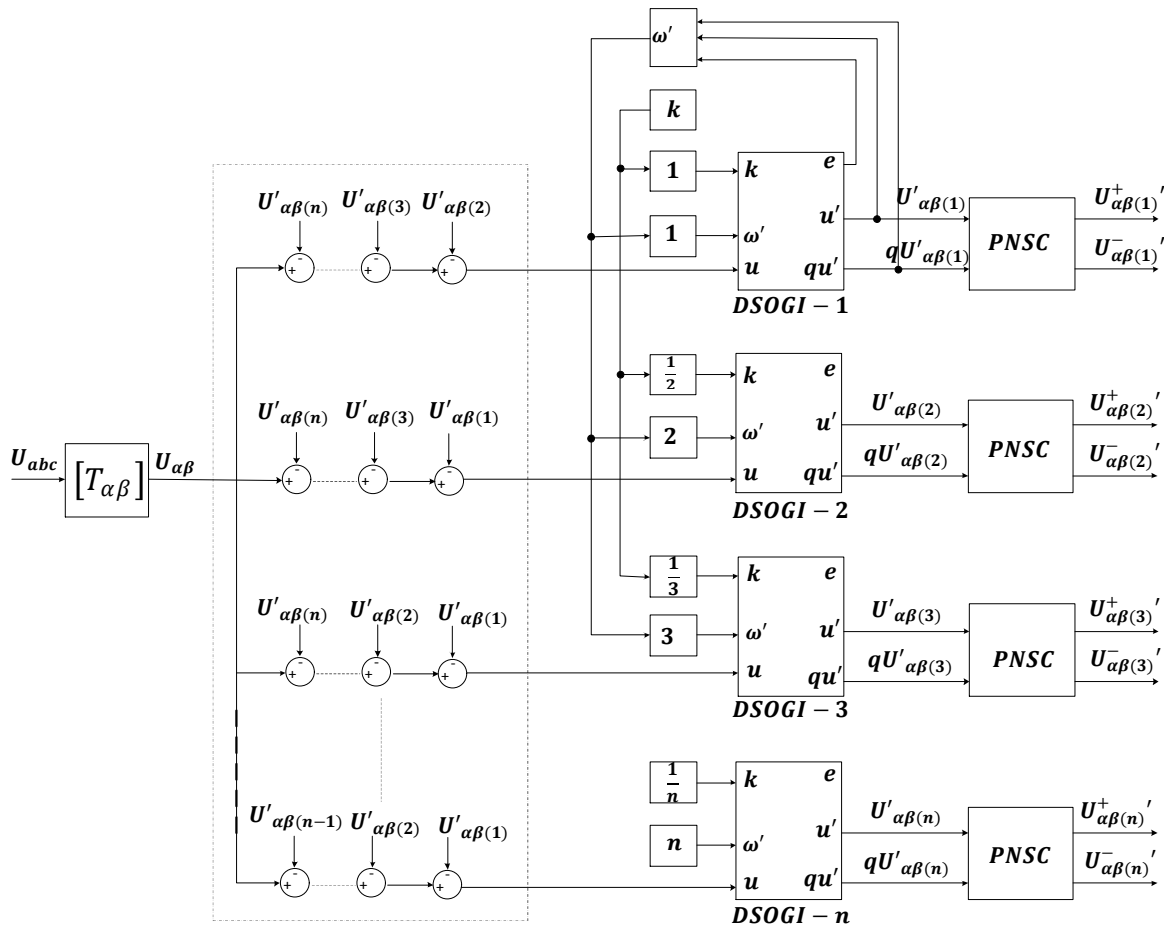 ω′
k
1
k
e
U′αβ(n)
U′αβ(3)
U′αβ(2)
U′αβ(1)
U⁺αβ(1)′
1
ω′
u′
PNSC
- - -
+ + +
u
qu′
qU′αβ(1)
U⁻αβ(1)′
DSOGI − 1
1/2
k
e
U′αβ(n)
U′αβ(3)
U′αβ(1)
U′αβ(2)
U⁺αβ(2)′
2
ω′
u′
PNSC
Uabc
[Tαβ]
Uαβ
- - -
+ + +
u
qu′
qU′αβ(2)
U⁻αβ(2)′
DSOGI − 2
1/3
k
e
U′αβ(n)
U′αβ(2)
U′αβ(1)
U′αβ(3)
U⁺αβ(3)′
3
ω′
u′
PNSC
- - -
+ + +
u
qu′
qU′αβ(3)
U⁻αβ(3)′
DSOGI − 3
1/n
k
e
U′αβ(n−1)
U′αβ(2)
U′αβ(1)
U′αβ(n)
U⁺αβ(n)′
n
ω′
u′
PNSC
- - -
+ + +
u
qu′
qU′αβ(n)
U⁻αβ(n)′
DSOGI − n